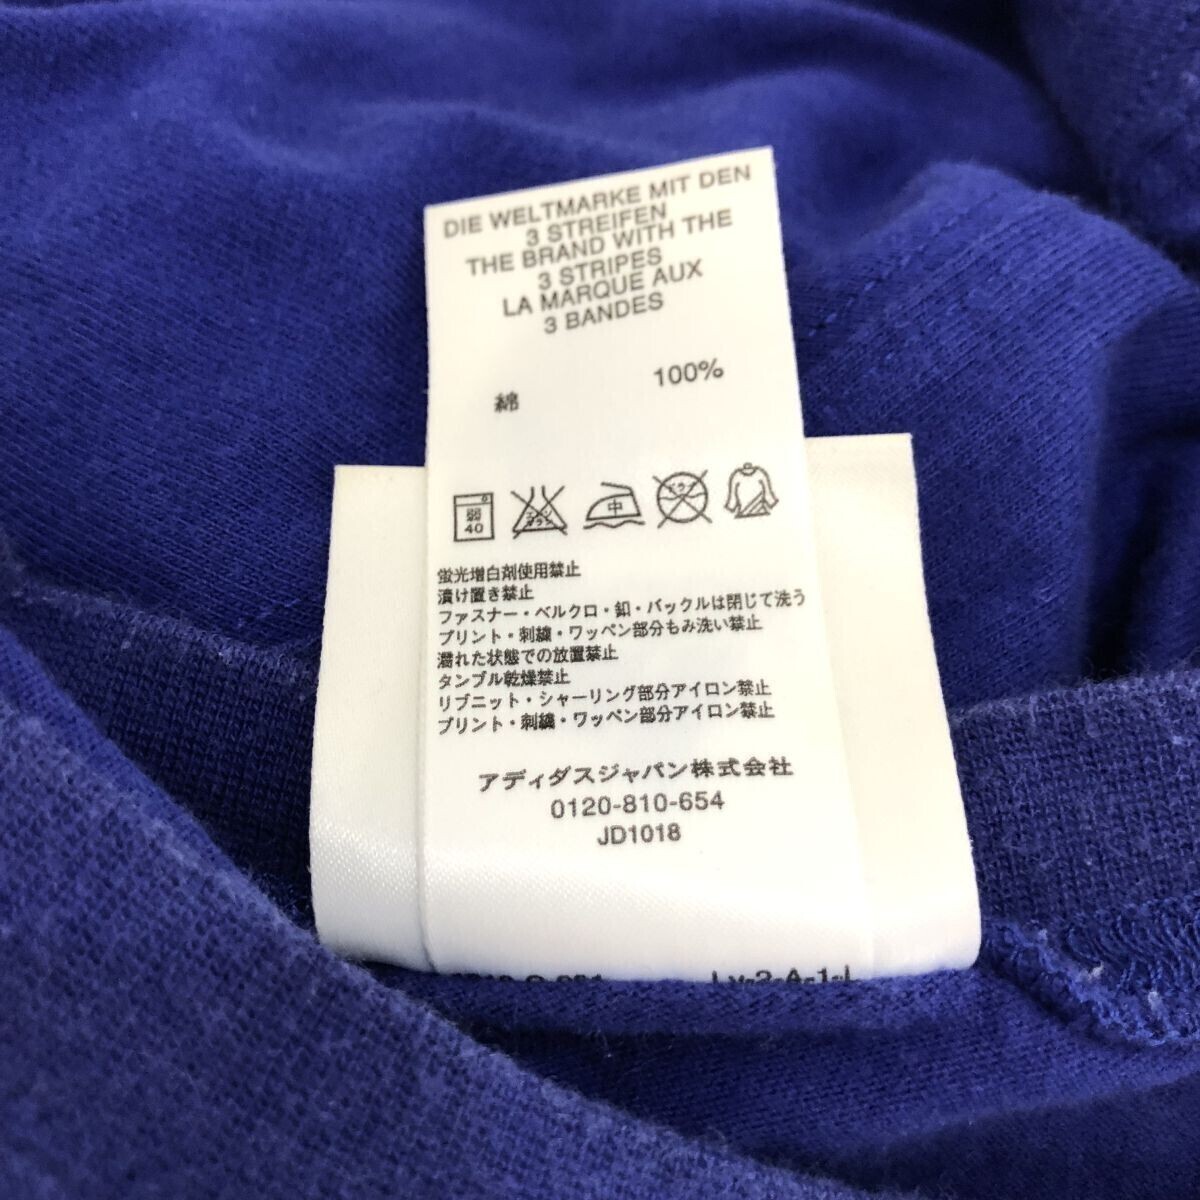 DIE WELTMARKE MIT DEN
3 STREIFEN
THE BRAND WITH THE
3 STRIPES
LA MARQUE AUX
3 BANDES
綿 100%
弱
40
中
蛍光増白剤使用禁止
漬け置き禁止
ファスナー・ベルクロ・釦・バックルは閉じて洗う
プリント・刺繍・ワッペン部分もみ洗い禁止
濡れた状態での放置禁止
タンブル乾燥禁止
リブニット・シャーリング部分アイロン禁止
プリント・刺繍・ワッペン部分アイロン禁止
アディダスジャパン株式会社
0120-810-654
JD1018